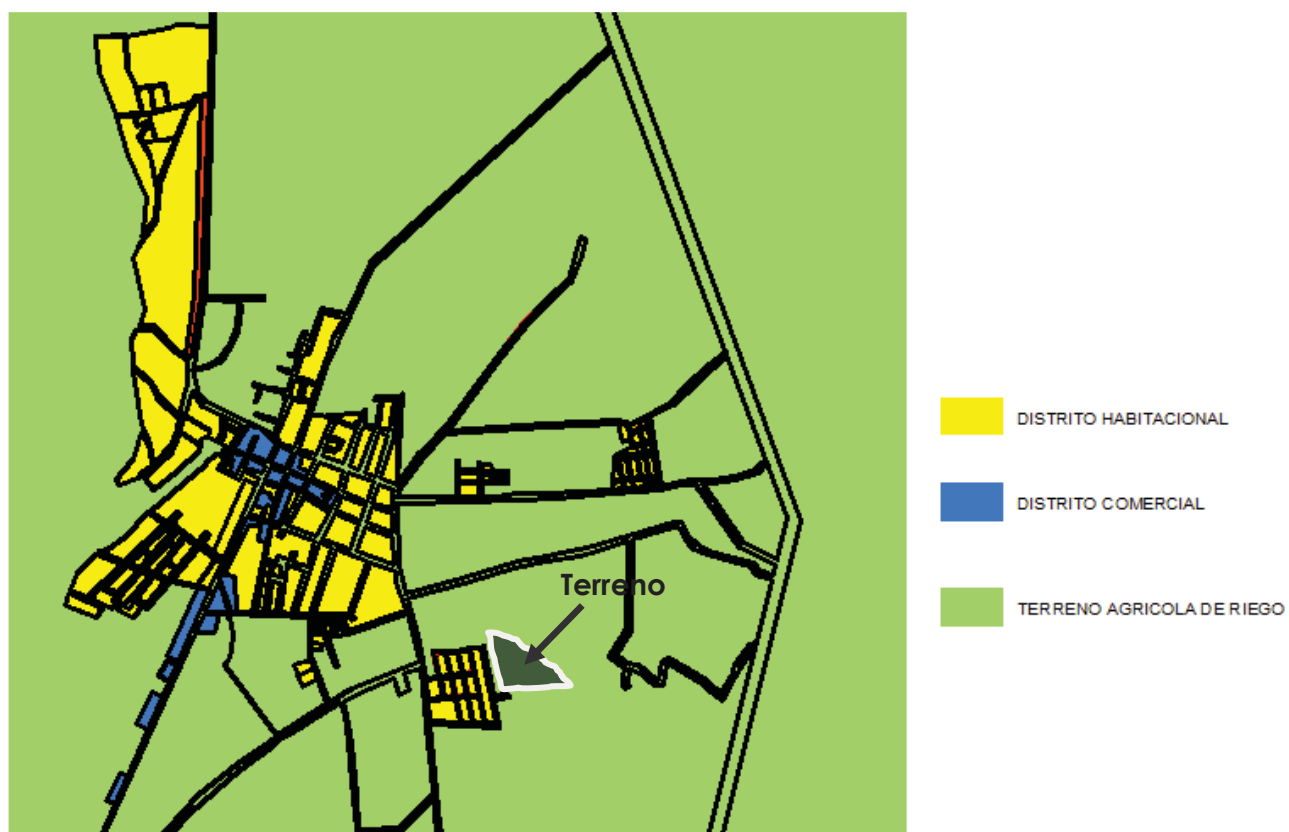 Terreno
DISTRITO HABITACIONAL
DISTRITO COMERCIAL
TERRENO AGRICOLA DE RIEGO